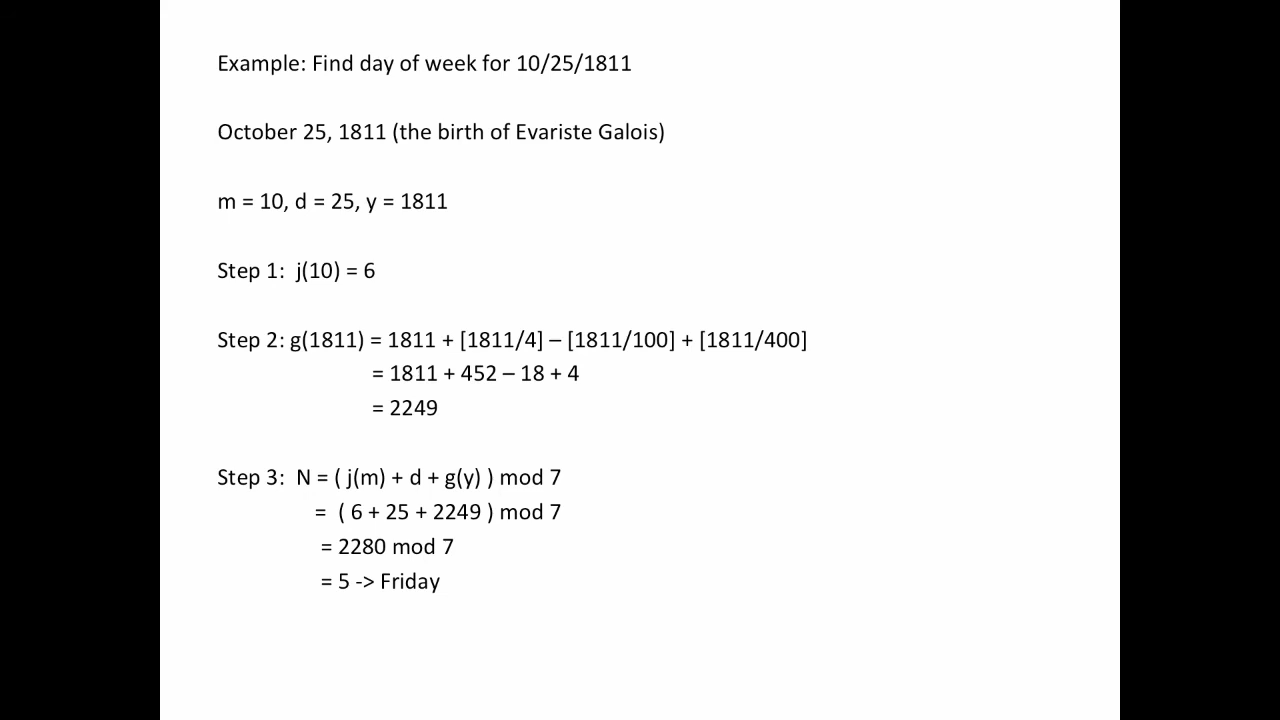 Example: Find day of week for 10/25/1811
October 25, 1811 (the birth of Evariste Galois)
m = 10, d = 25, y = 1811
Step 1:  j(10) = 6
Step 2: g(1811) = 1811 + [1811/4] – [1811/100] + [1811/400]
= 1811 + 452 – 18 + 4
= 2249
Step 3:  N = ( j(m) + d + g(y) ) mod 7
=  ( 6 + 25 + 2249 ) mod 7
= 2280 mod 7
= 5 -> Friday